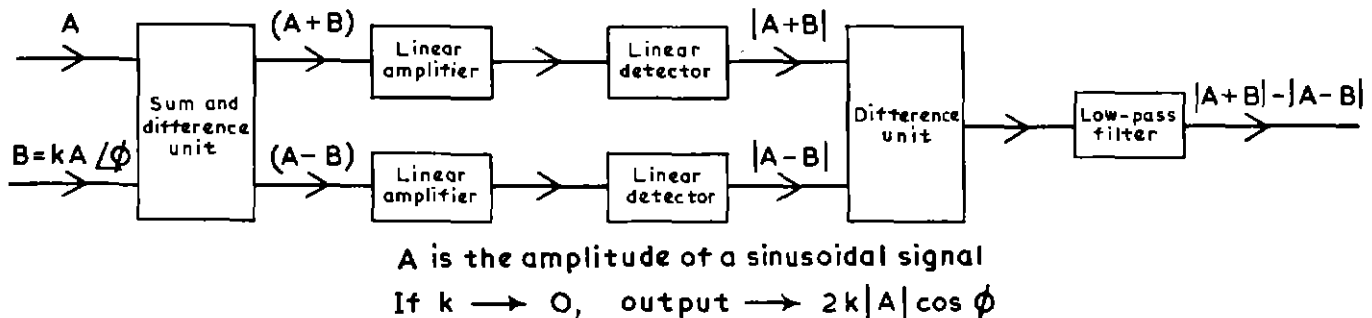 A
(A+B)
|A+B|
Linear
amplifier
Linear
detector
Sum and
difference
unit
Difference
unit
Low-pass
filter
|A+B|-|A-B|
B=kA /ϕ
(A-B)
|A-B|
Linear
amplifier
Linear
detector
A is the amplitude of a sinusoidal signal
If k → 0, output → 2k|A| cos ϕ